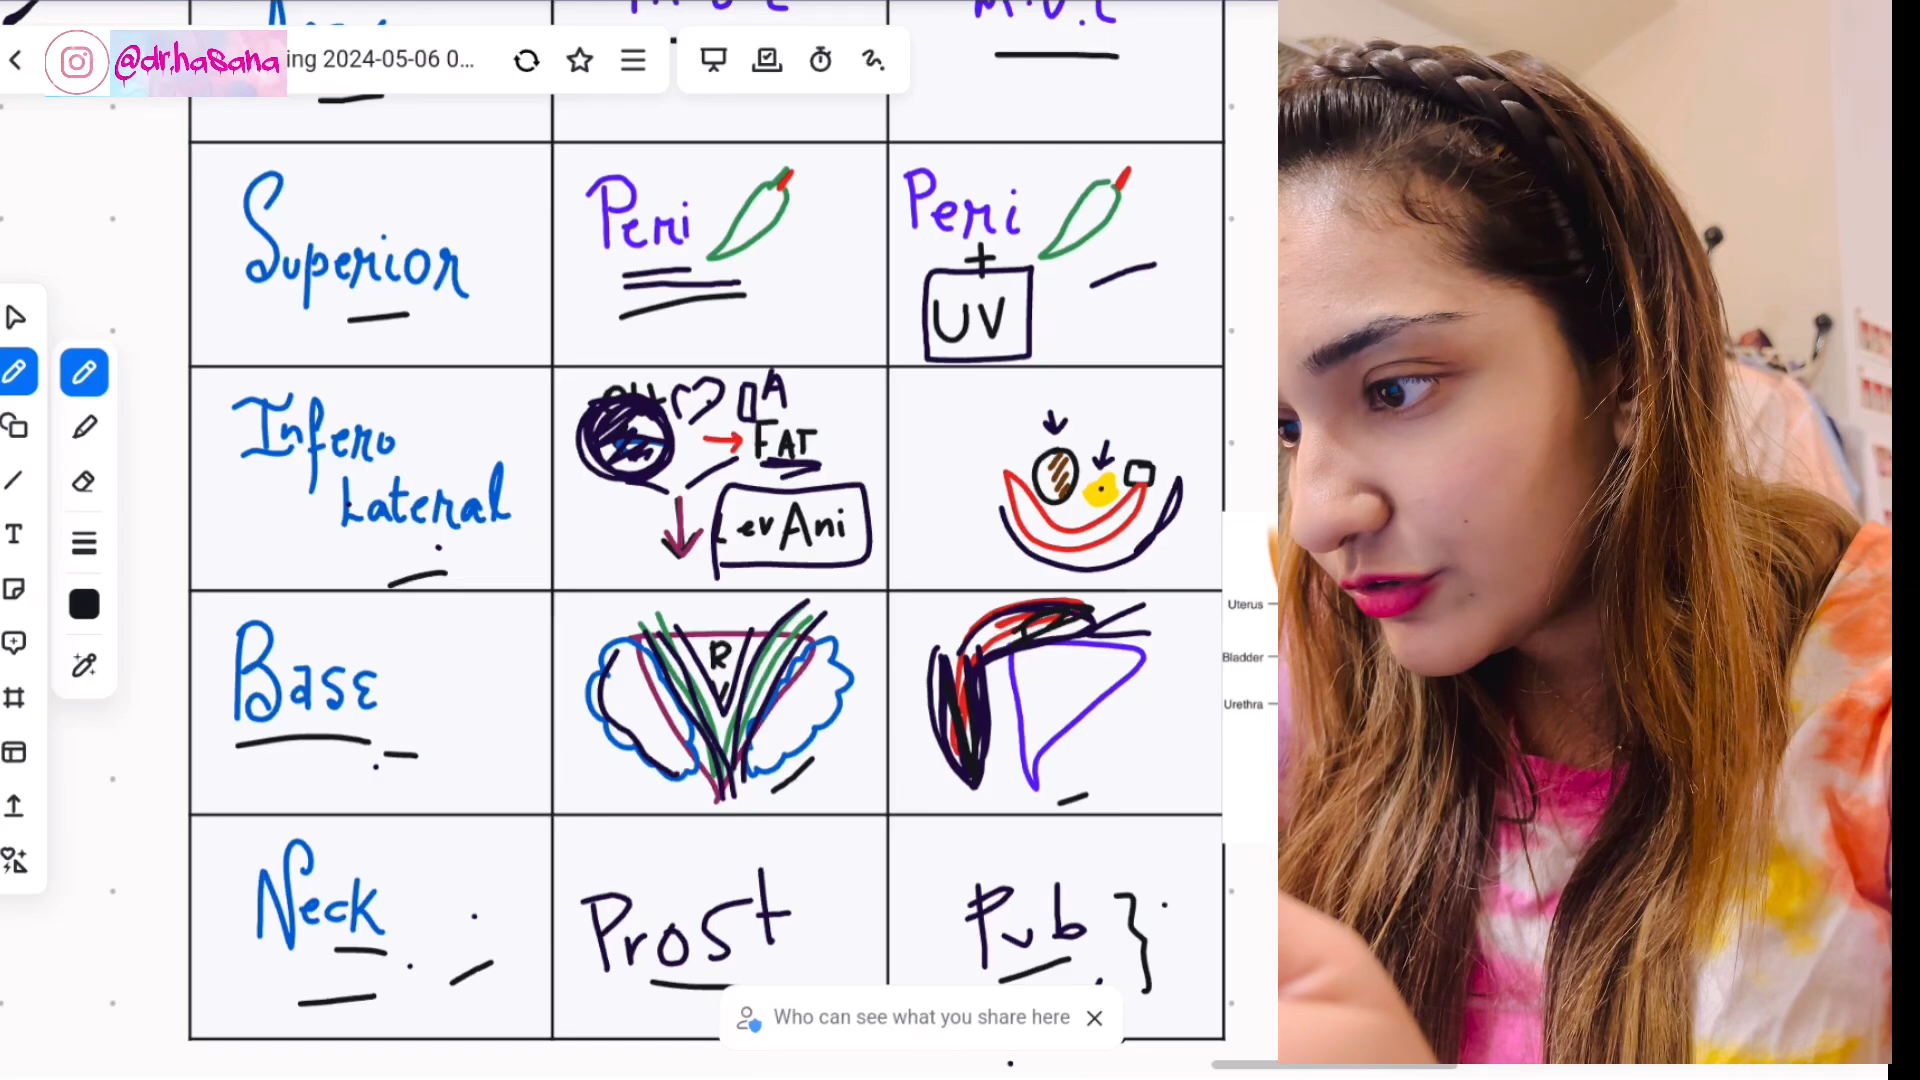 M.U.L
@dr.hasana
ing 2024-05-06 0...
Superior
Peri
Peri
+
UV
Infero
Lateral
A
FAT
evAni
Uterus
Base
R
V
Bladder
Urethra
Neck
Prost
Pub
Who can see what you share here
T